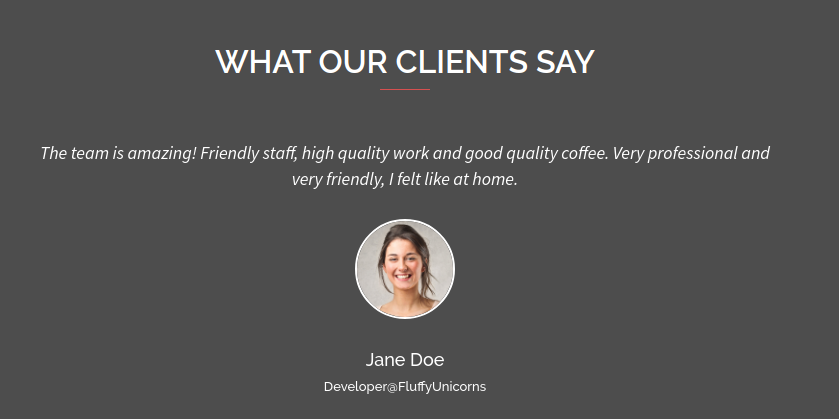 WHAT OUR CLIENTS SAY
The team is amazing! Friendly staff, high quality work and good quality coffee. Very professional and
very friendly, I felt like at home.
Jane Doe
Developer@FluffyUnicorns